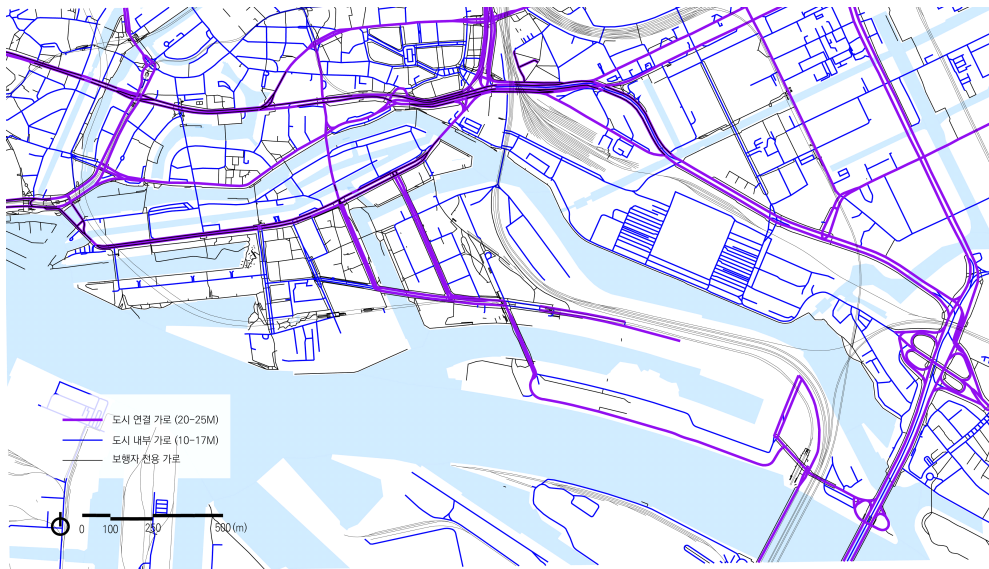 도시 연결 가로 (20-25M)
도시 내부 가로 (10-17M)
보행자 전용 가로
0 100 250 500 (m)